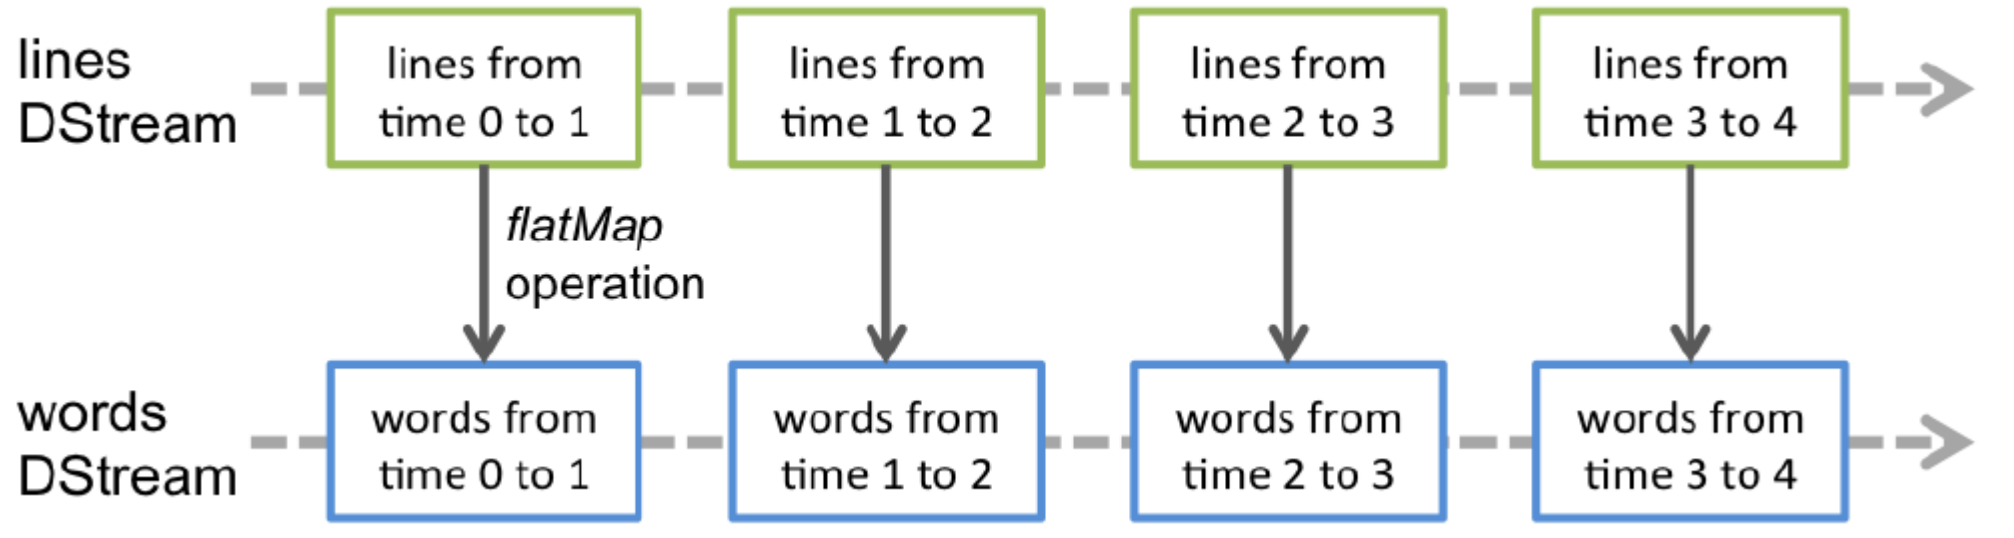 lines
DStream
lines from
time 0 to 1
lines from
time 1 to 2
lines from
time 2 to 3
lines from
time 3 to 4
flatMap
operation
words
DStream
words from
time 0 to 1
words from
time 1 to 2
words from
time 2 to 3
words from
time 3 to 4